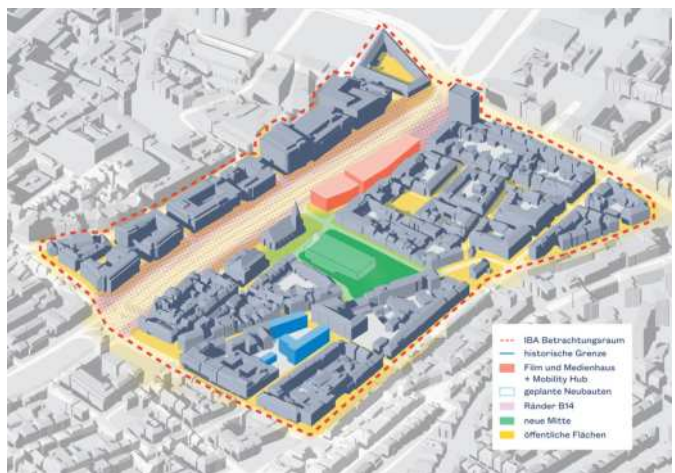 IBA Betrachtungsraum
historische Grenze
Film und Medienhaus
+ Mobility Hub
geplante Neubauten
Ränder B14
neue Mitte
öffentliche Flächen